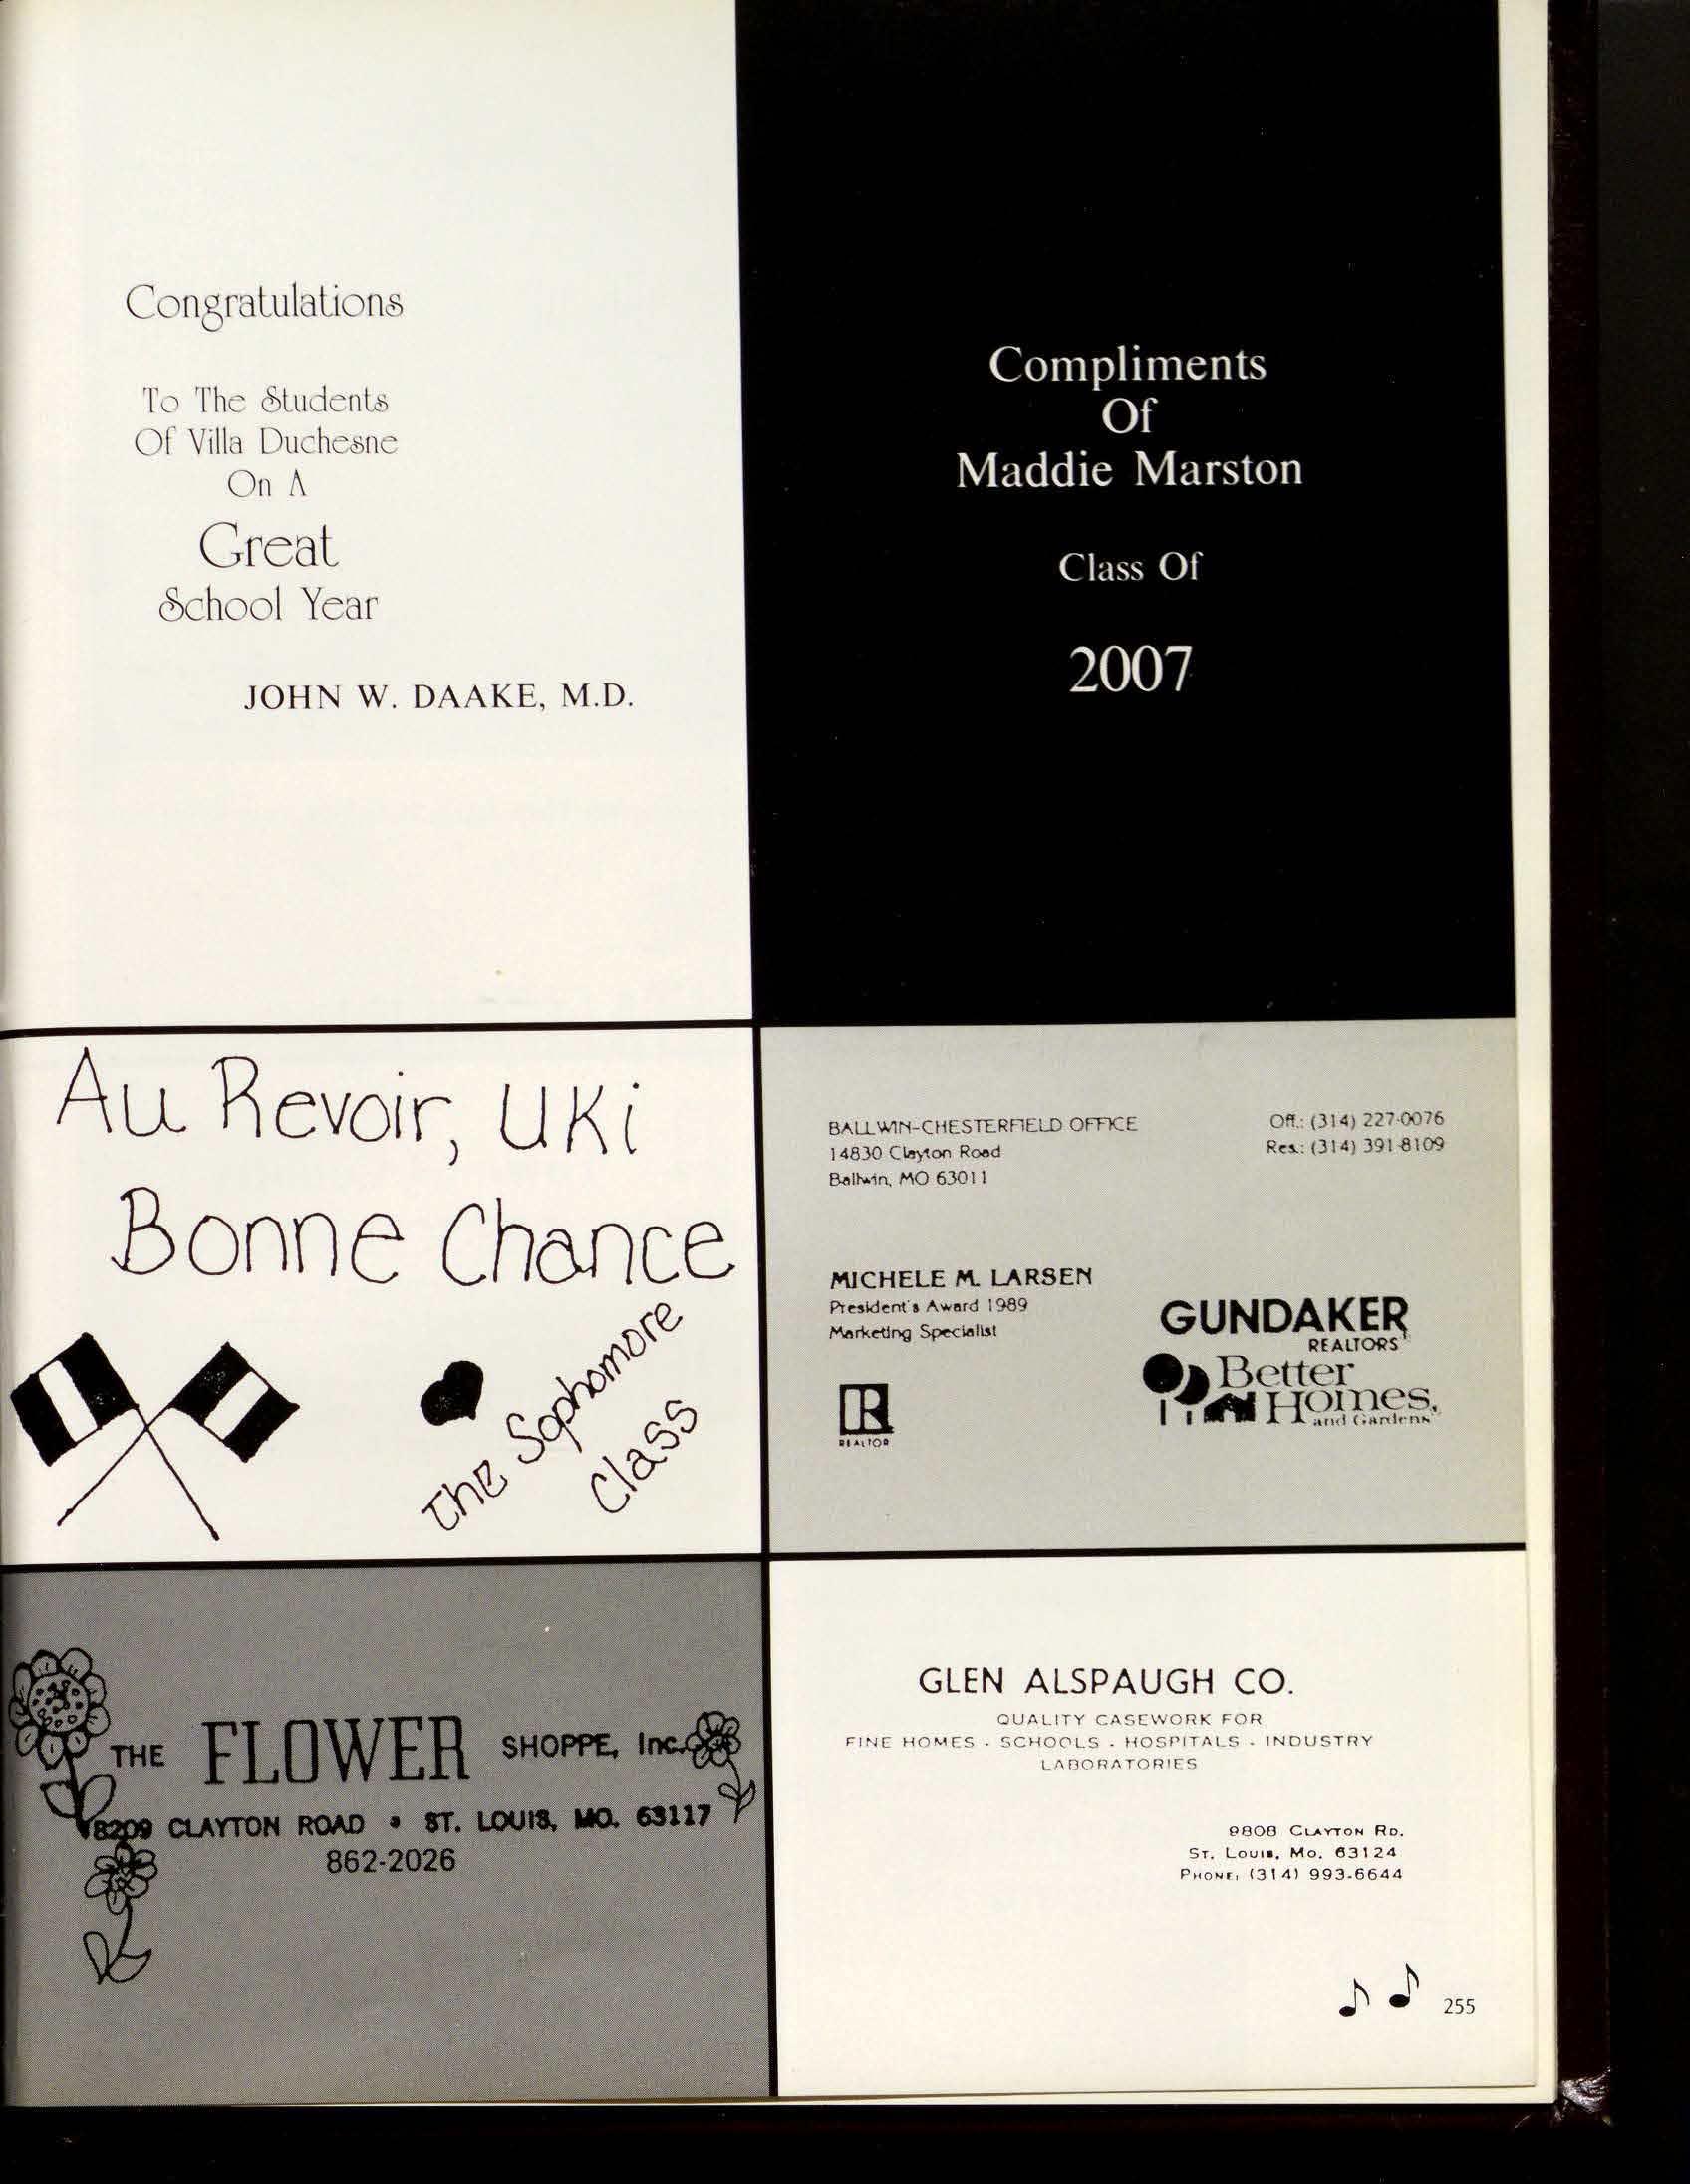 Congratulations
To The Students
Of Villa Duchesne
On A
Great
School Year
JOHN W. DAAKE, M.D.
Compliments
Of
Maddie Marston
Class Of
2007
Au Revoir, Uki
Bonne Chance
The Sophomore
Class
BALLWIN-CHESTERFIELD OFFICE
14830 Clayton Road
Ballwin, MO 63011
Off.: (314) 227-0076
Res.: (314) 391-8109
MICHELE M. LARSEN
President's Award 1989
Marketing Specialist
R
REALTOR
GUNDAKER
REALTORS
Better
Homes
and Gardens
THE FLOWER SHOPPE, Inc.
8209 CLAYTON ROAD • ST. LOUIS, MO. 63117
862-2026
GLEN ALSPAUGH CO.
QUALITY CASEWORK FOR
FINE HOMES . SCHOOLS . HOSPITALS . INDUSTRY
LABORATORIES
9808 CLAYTON RD.
ST. LOUIS, MO. 63124
PHONE: (314) 993-6644
255